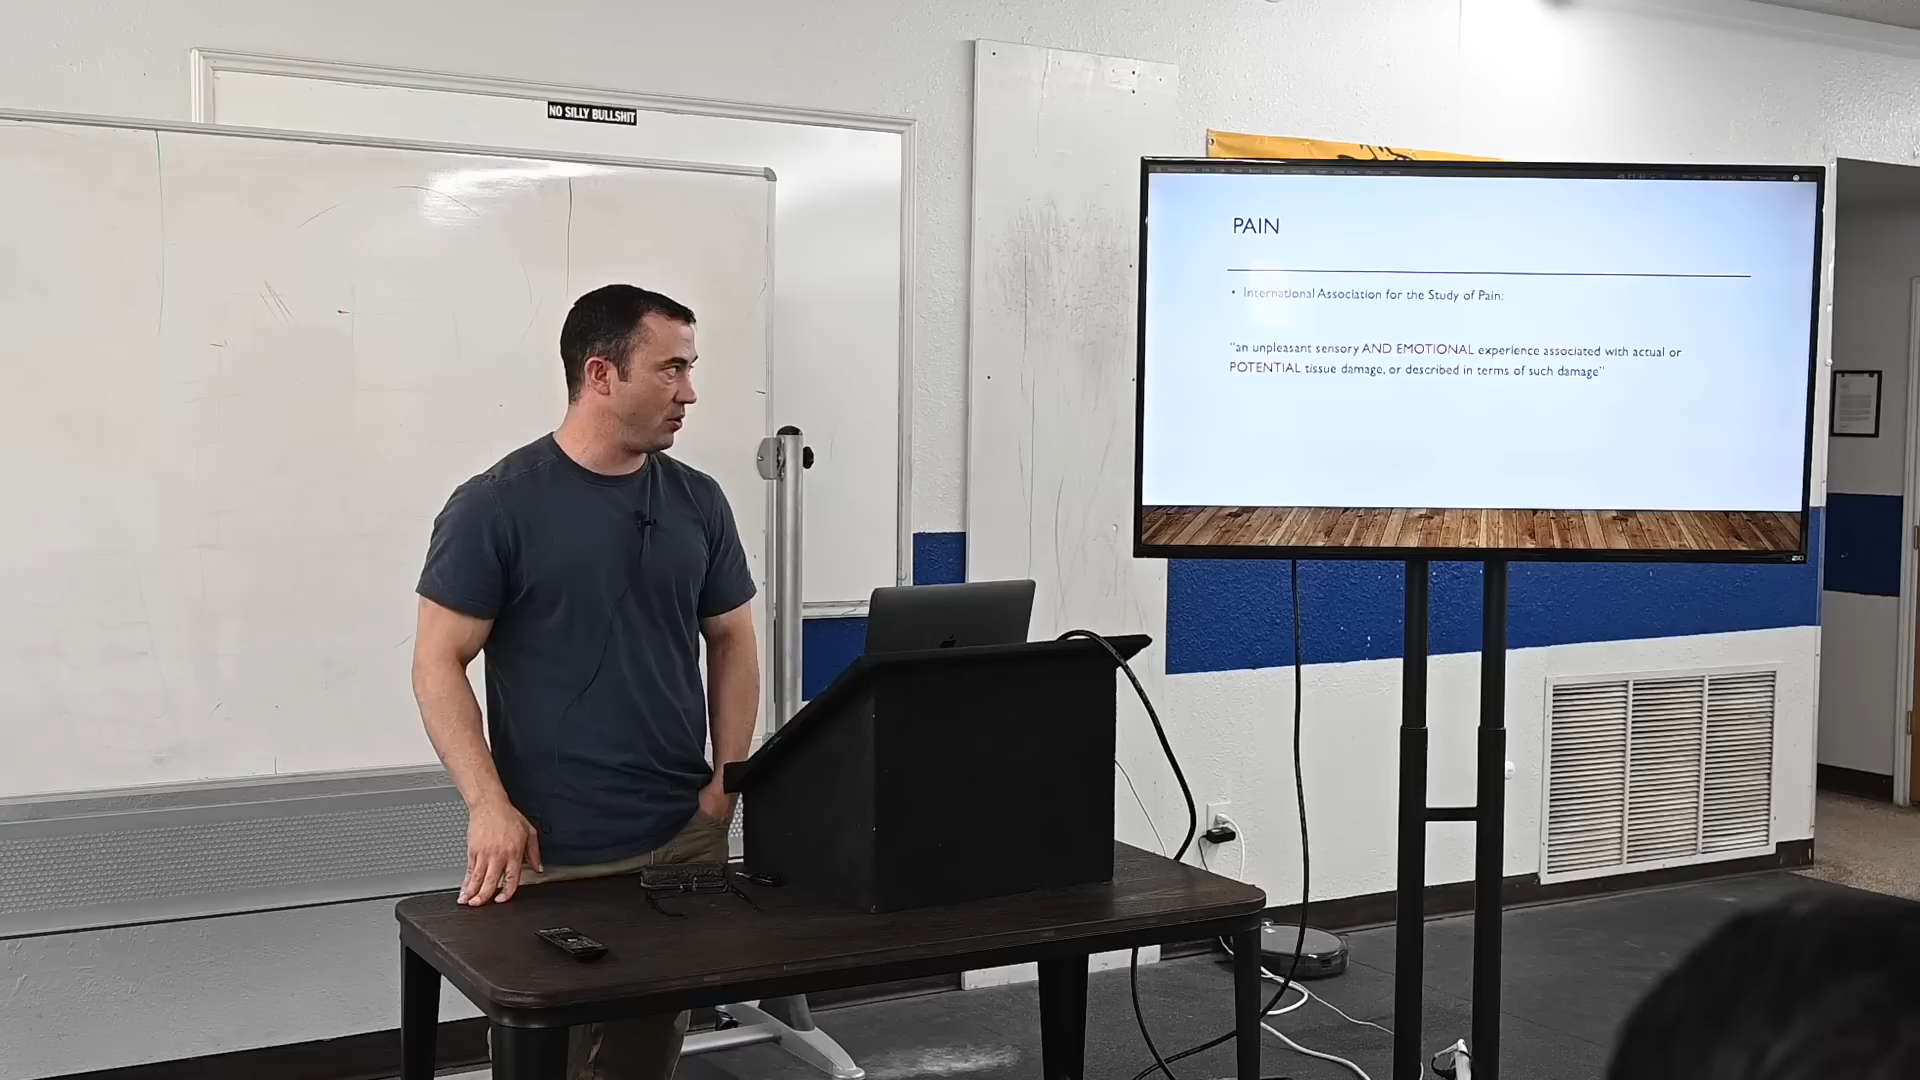 NO SILLY BULLSHIT
PAIN
• International Association for the Study of Pain:
"an unpleasant sensory AND EMOTIONAL experience associated with actual or
POTENTIAL tissue damage, or described in terms of such damage"